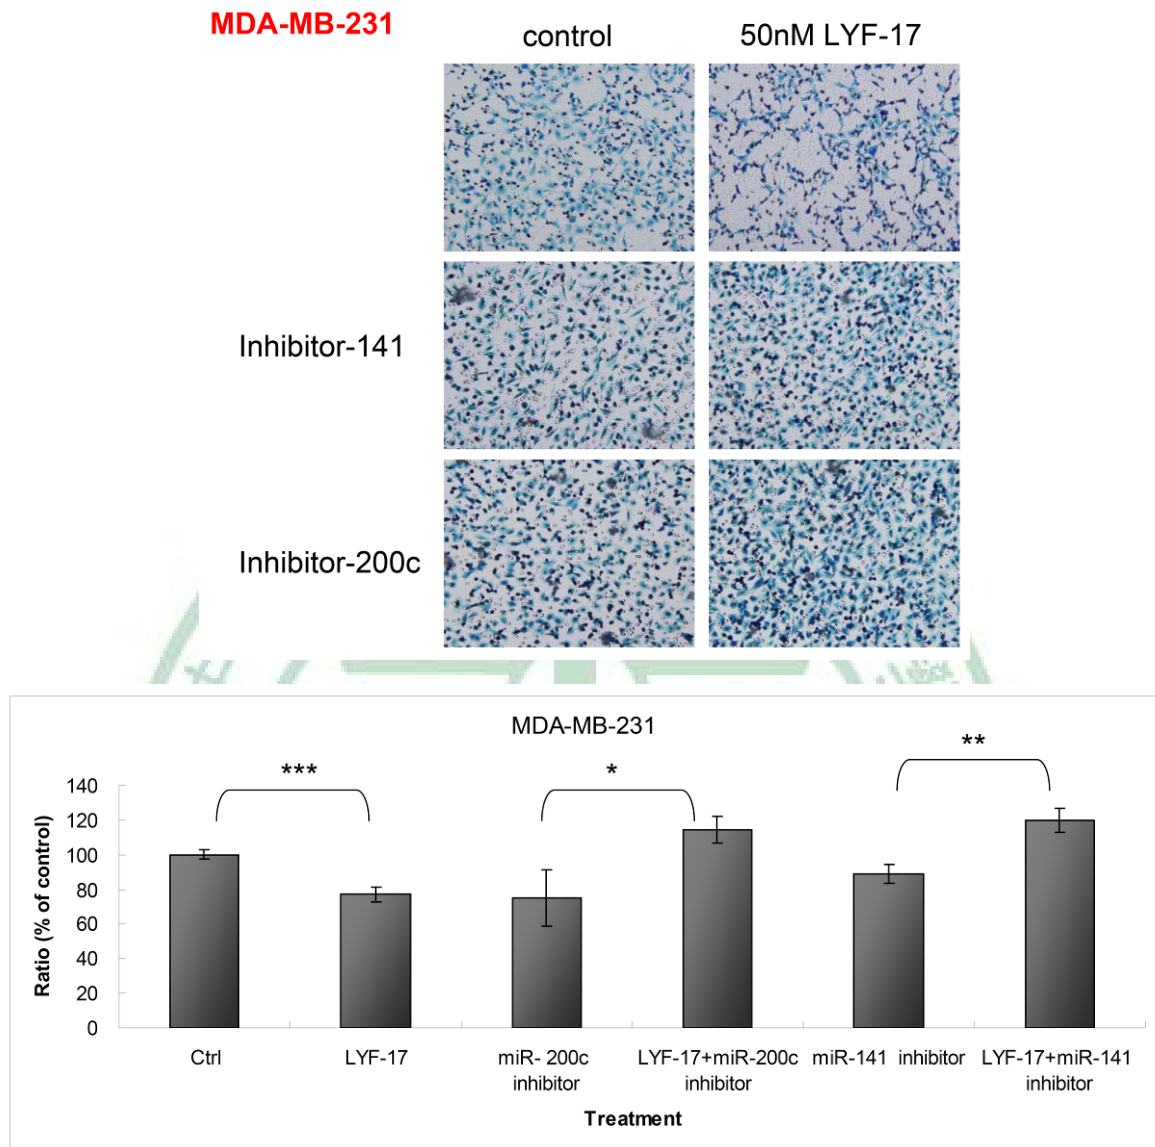 MDA-MB-231
control
50nM LYF-17
Inhibitor-141
Inhibitor-200c
MDA-MB-231
***
*
**
Ratio (% of control)
140
120
100
80
60
40
20
0
Ctrl
LYF-17
miR- 200c
inhibitor
LYF-17+miR-200c
inhibitor
miR-141 inhibitor
LYF-17+miR-141
inhibitor
Treatment